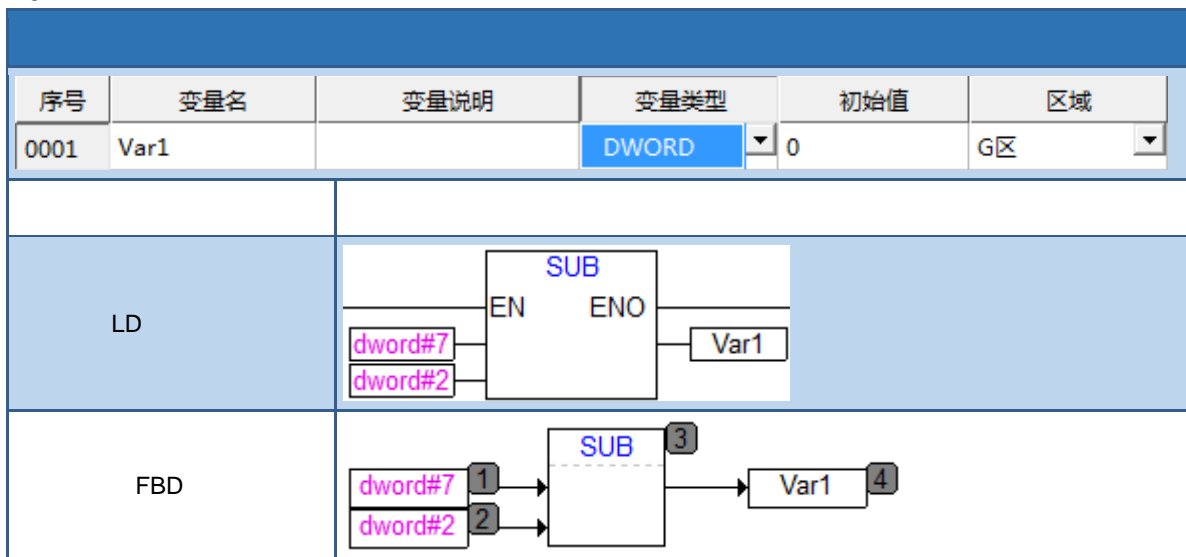 序号 变量名 变量说明 变量类型 初始值 区域
0001 Var1 DWORD 0 G区
LD
SUB
EN ENO
dword#7 Var1
dword#2
FBD
SUB 3
dword#7 1 Var1 4
dword#2 2